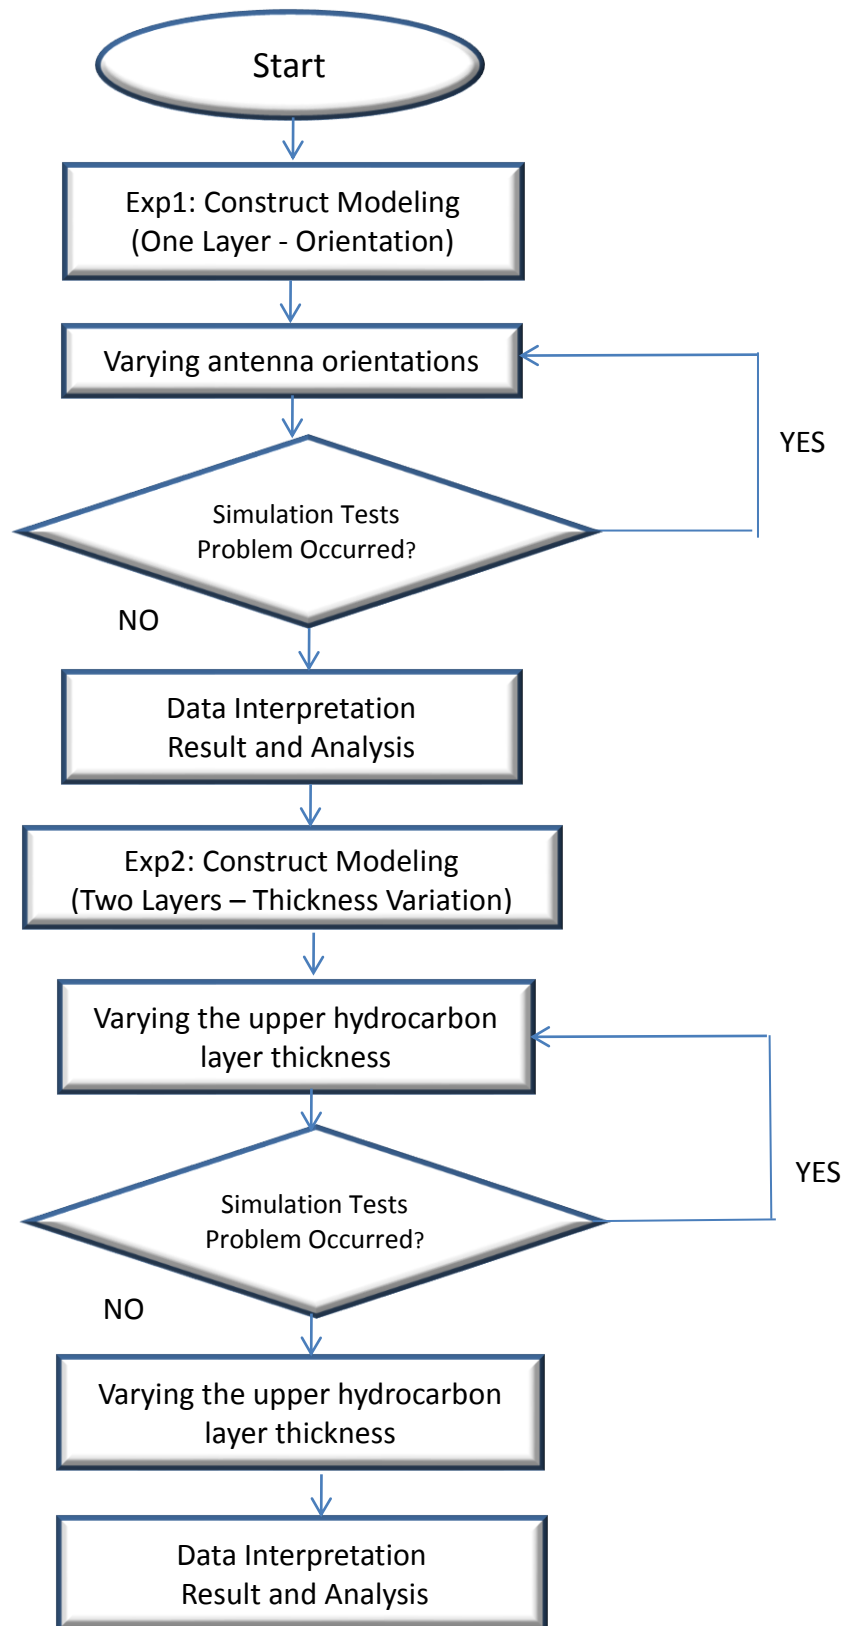 Start
Exp1: Construct Modeling
(One Layer - Orientation)
Varying antenna orientations
YES
Simulation Tests
Problem Occurred?
NO
Data Interpretation
Result and Analysis
Exp2: Construct Modeling
(Two Layers – Thickness Variation)
Varying the upper hydrocarbon
layer thickness
YES
Simulation Tests
Problem Occurred?
NO
Varying the upper hydrocarbon
layer thickness
Data Interpretation
Result and Analysis